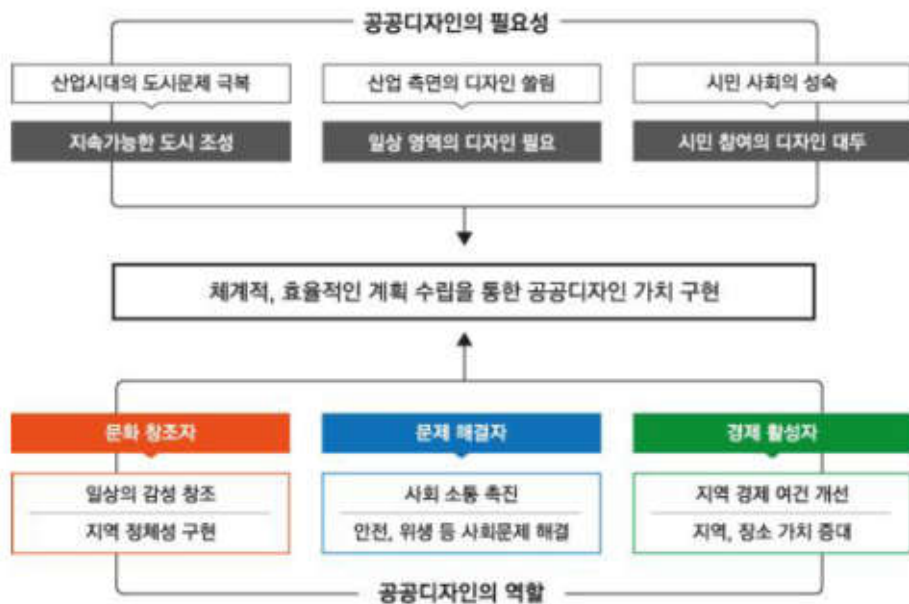 공공디자인의 필요성
산업시대의 도시문제 극복
산업 측면의 디자인 쏠림
시민 사회의 성숙
지속가능한 도시 조성
일상 영역의 디자인 필요
시민 참여의 디자인 대두
체계적, 효율적인 계획 수립을 통한 공공디자인 가치 구현
문화 창조자
문제 해결자
경제 활성자
일상의 감성 창조
사회 소통 촉진
지역 경제 여건 개선
지역 정체성 구현
안전, 위생 등 사회문제 해결
지역, 장소 가치 증대
공공디자인의 역할